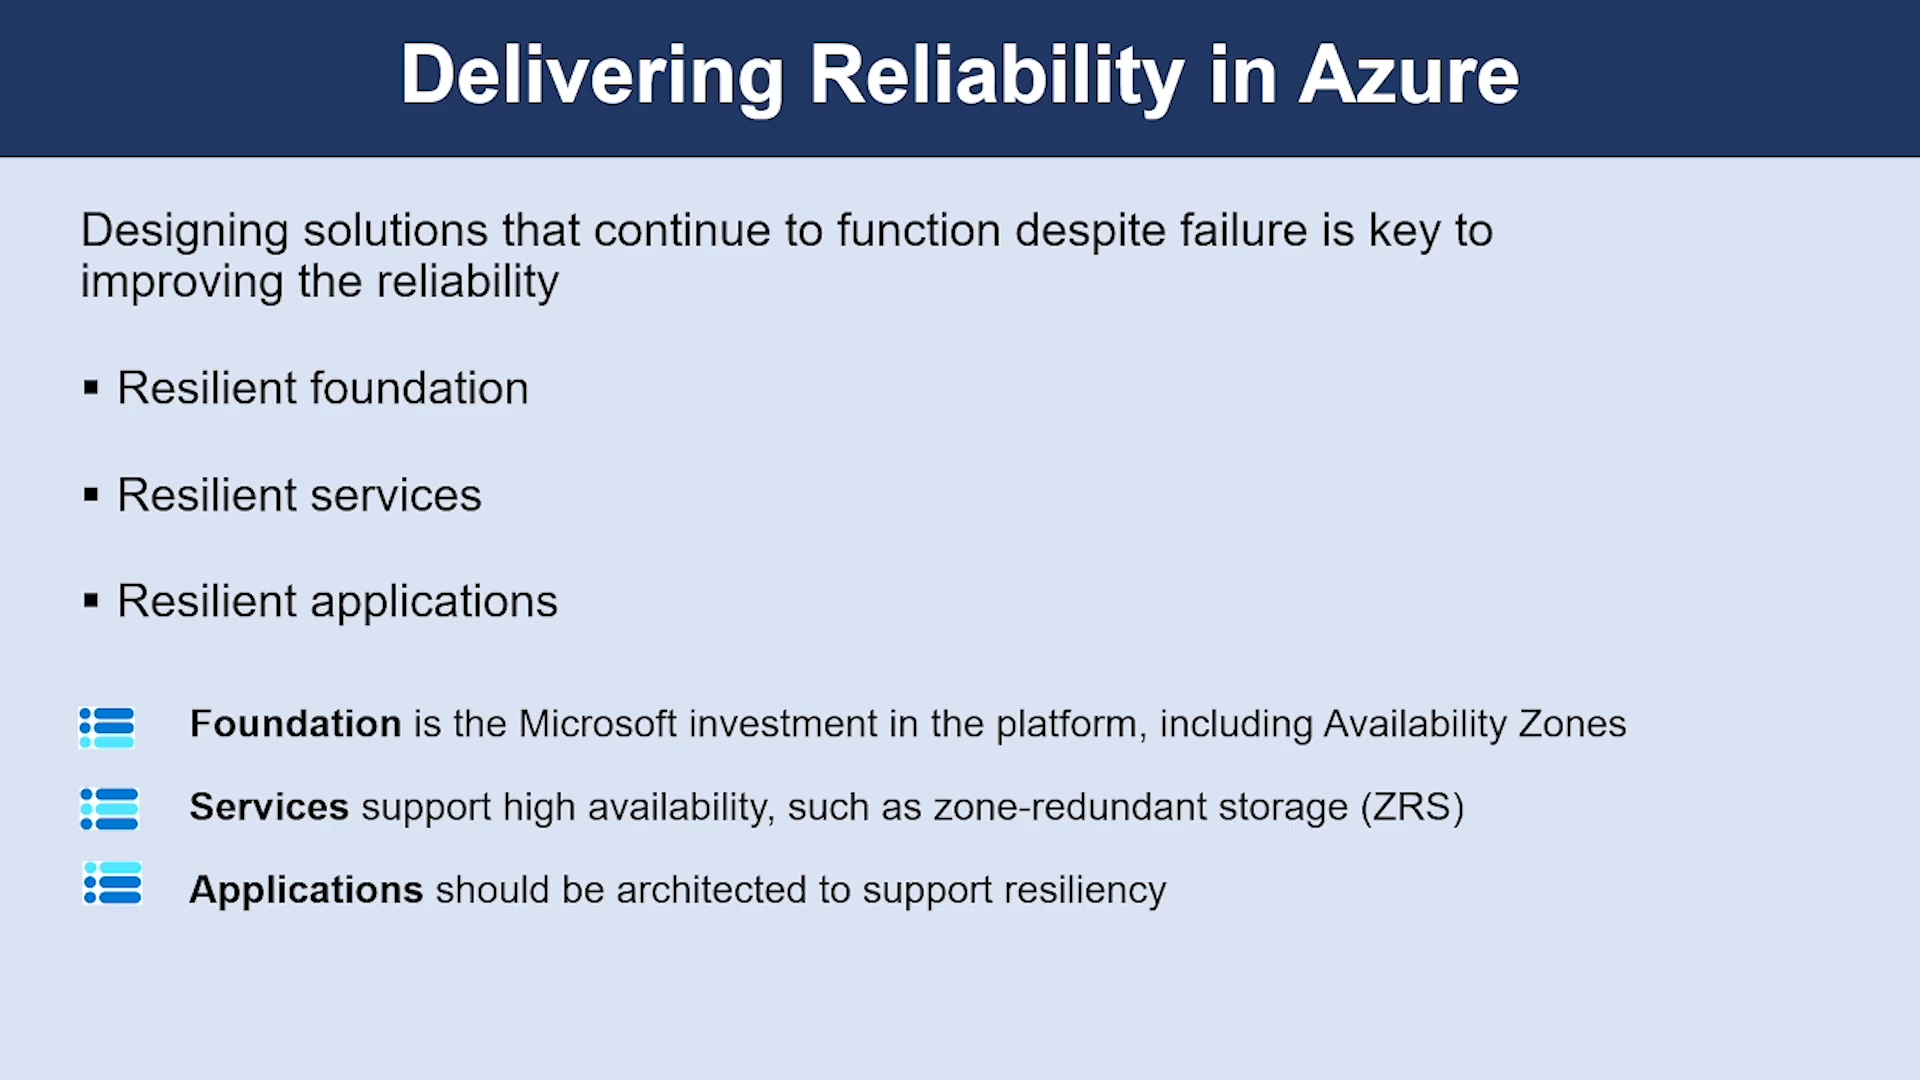 Delivering Reliability in Azure
Designing solutions that continue to function despite failure is key to
improving the reliability
▪ Resilient foundation
▪ Resilient services
▪ Resilient applications
Foundation is the Microsoft investment in the platform, including Availability Zones
Services support high availability, such as zone-redundant storage (ZRS)
Applications should be architected to support resiliency